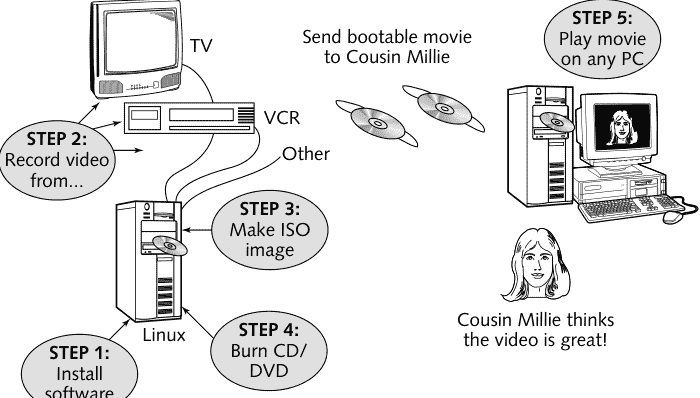 TV
VCR
Other
STEP 2:
Record video
from...
STEP 3:
Make ISO
image
Linux
STEP 1:
Install
software
STEP 4:
Burn CD/
DVD
Send bootable movie
to Cousin Millie
STEP 5:
Play movie
on any PC
Cousin Millie thinks
the video is great!